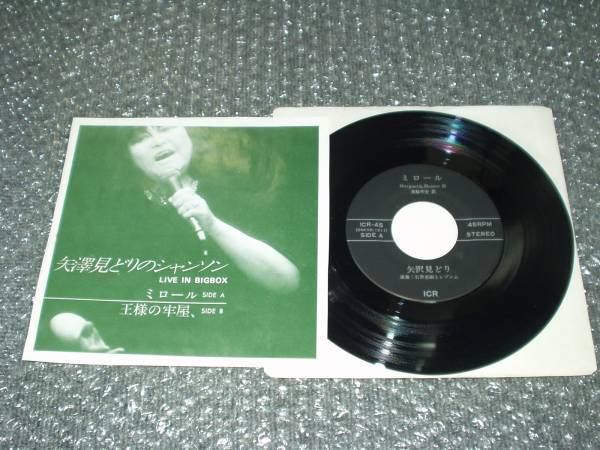 矢澤見どりのシャンソン
LIVE IN BIGBOX
ミロール SIDE A
王様の牢屋、SIDE B
ミロール
ICR-45
SIDE A
45RPM
STEREO
矢沢見どり
ICR